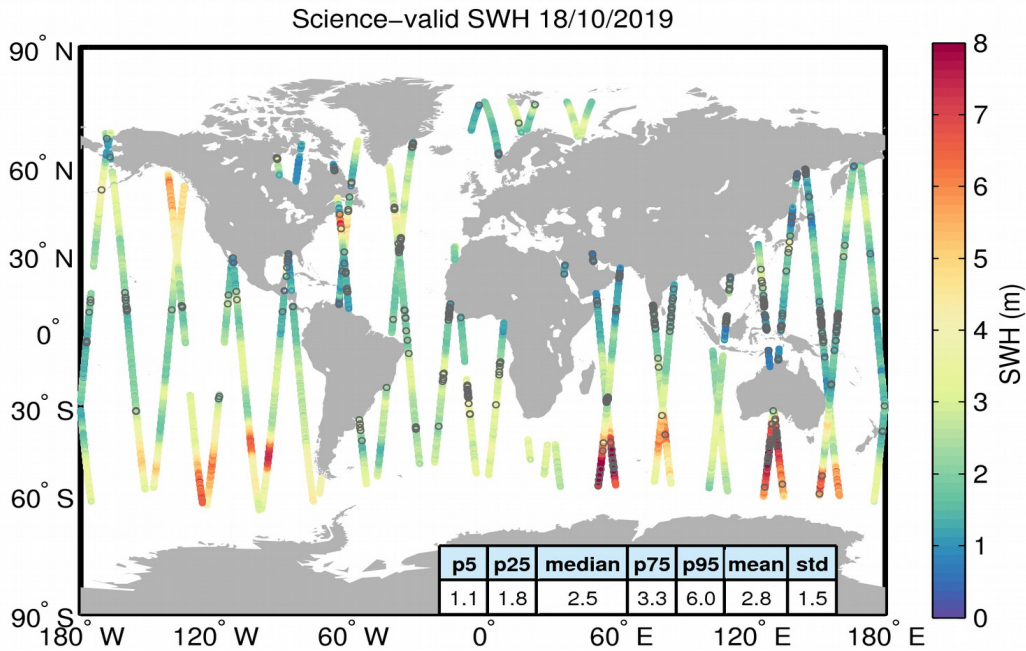 Science−valid SWH 18/10/2019
90° N
60° N
30° N
0°
30° S
60° S
90° S
180° W
120° W
60° W
0°
60° E
120° E
180° E
p5 p25 median p75 p95 mean std
1.1 1.8 2.5 3.3 6.0 2.8 1.5
8
7
6
5
4
3
2
1
0
SWH (m)